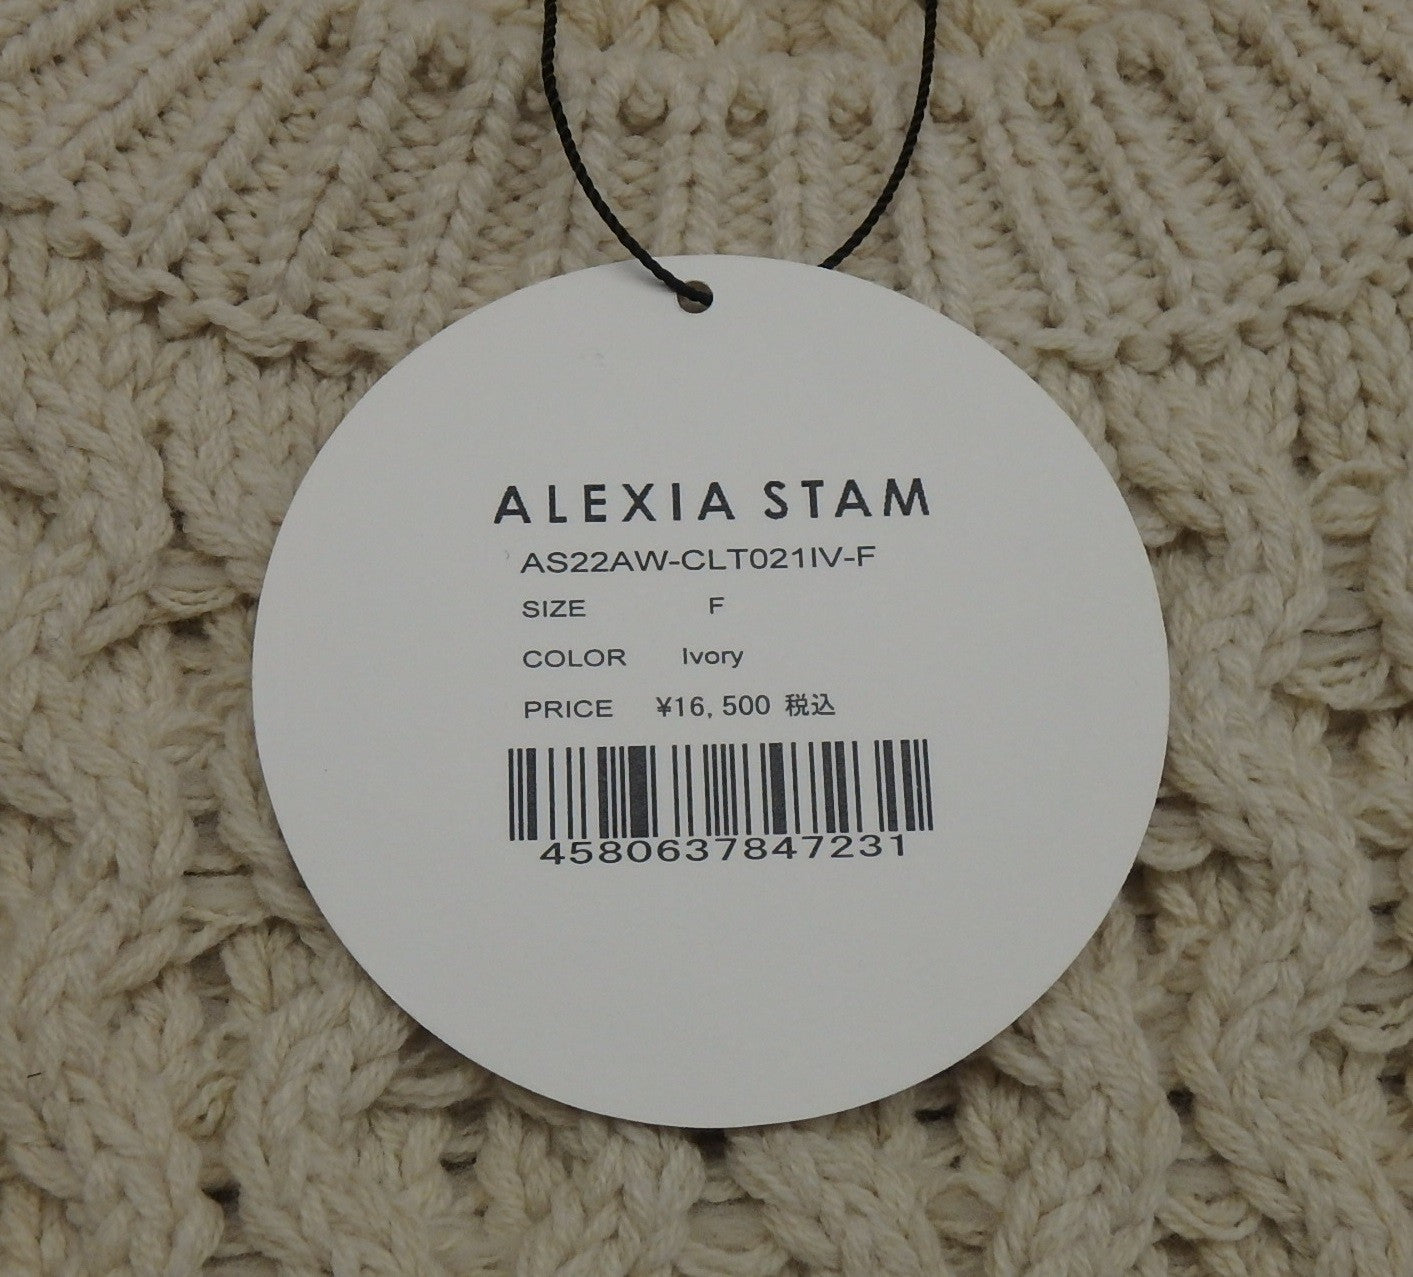 ALEXIA STAM
AS22AW-CLT021IV-F
SIZE F
COLOR Ivory
PRICE ¥16,500 税込
4580637847231